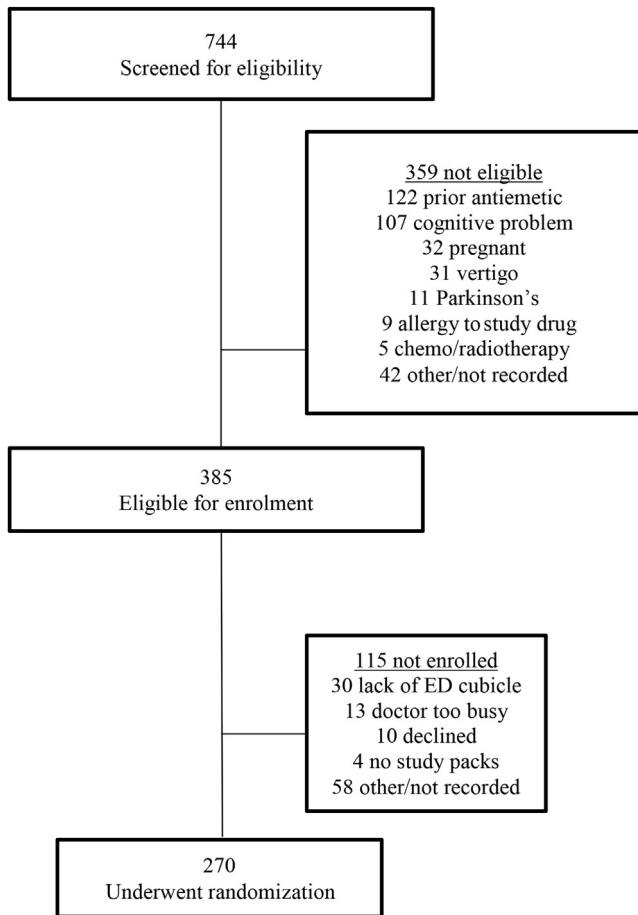 744
Screened for eligibility
359 not eligible
122 prior antiemetic
107 cognitive problem
32 pregnant
31 vertigo
11 Parkinson’s
9 allergy to study drug
5 chemo/radiotherapy
42 other/not recorded
385
Eligible for enrolment
115 not enrolled
30 lack of ED cubicle
13 doctor too busy
10 declined
4 no study packs
58 other/not recorded
270
Underwent randomization